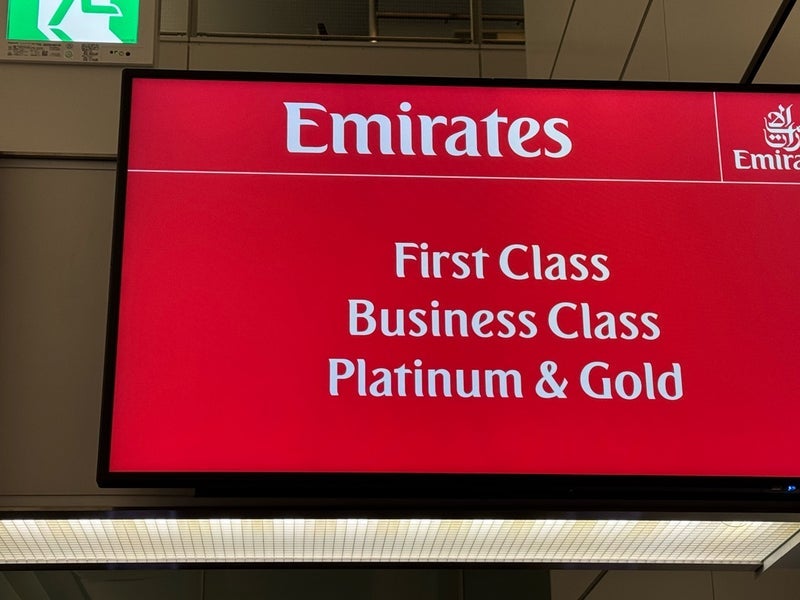 Emirates
First Class
Business Class
Platinum & Gold